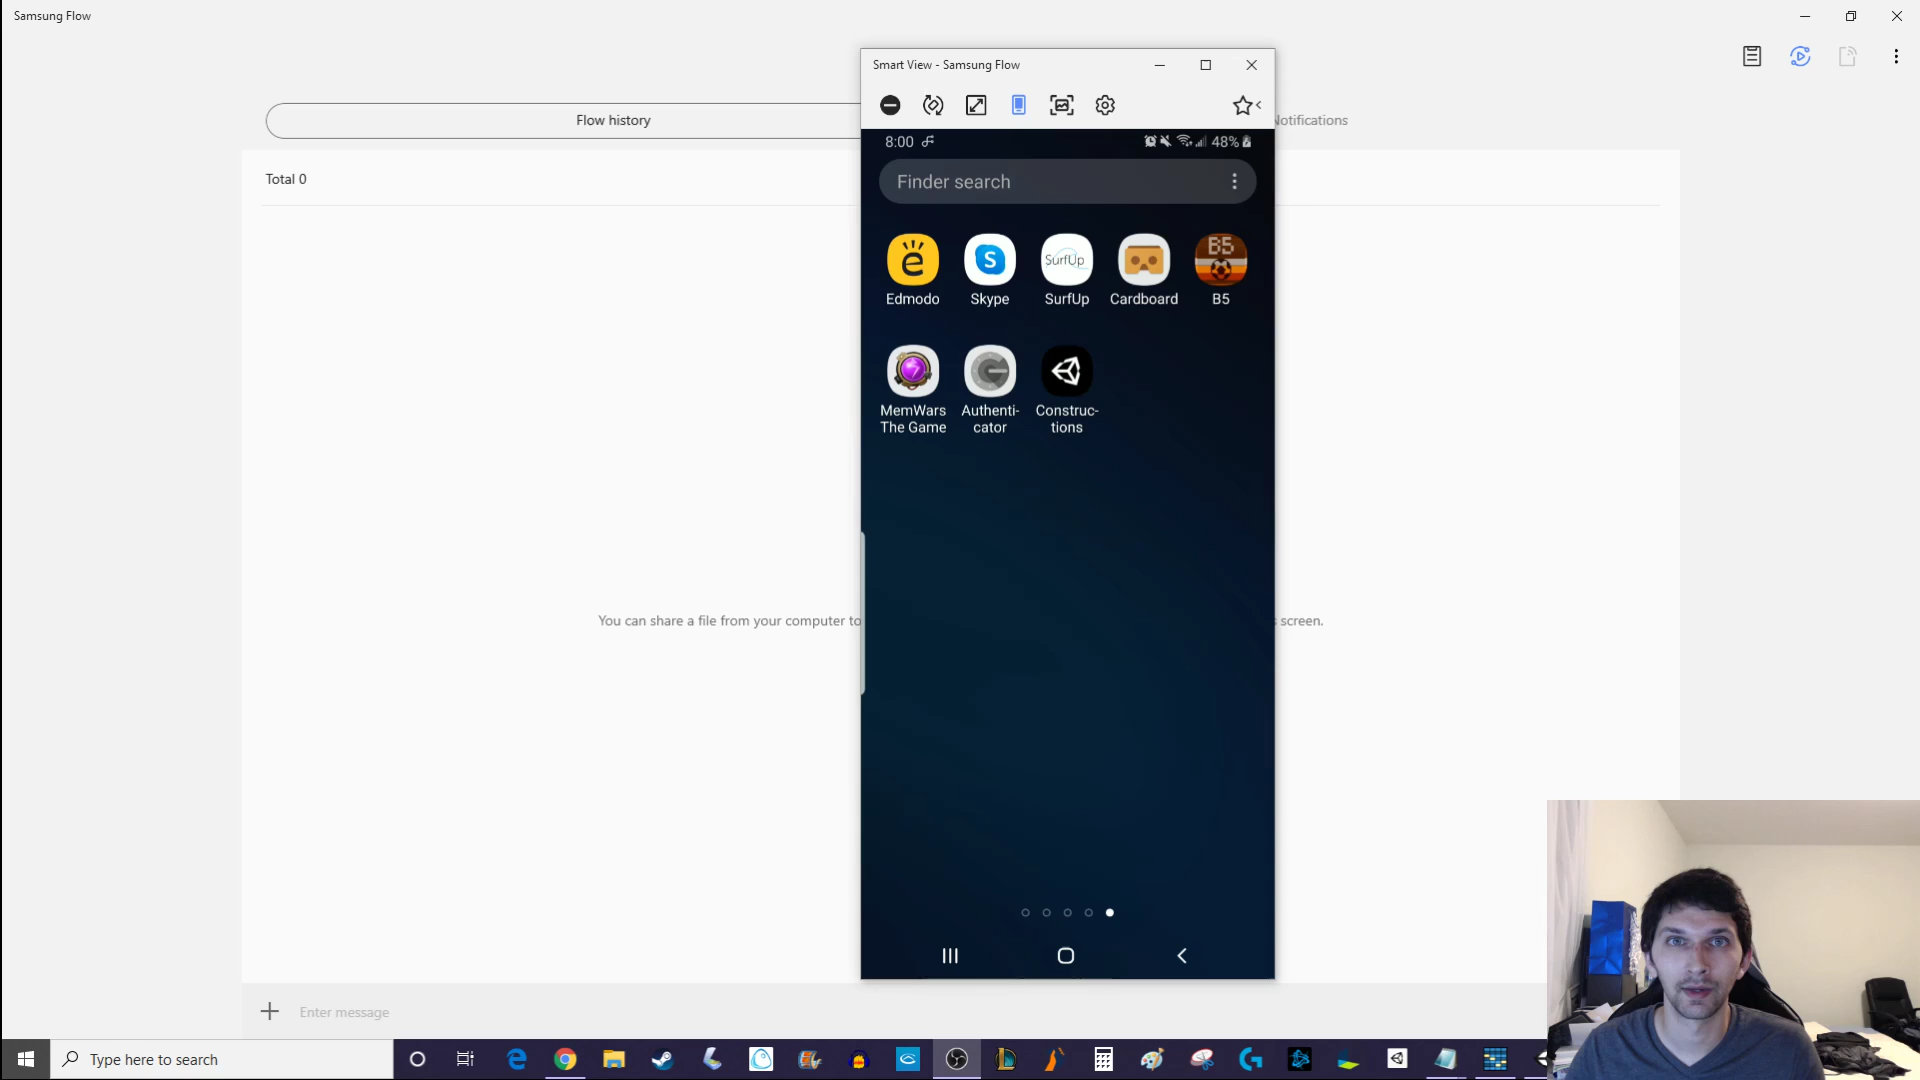 Samsung Flow
Smart View - Samsung Flow
Flow history
Notifications
Total 0
8:00
48%
Finder search
SurfUp
B5
Edmodo
Skype
SurfUp
Cardboard
B5
MemWars
The Game
Authenti-
cator
Construc-
tions
You can share a file from your computer to
screen.
Enter message
Type here to search